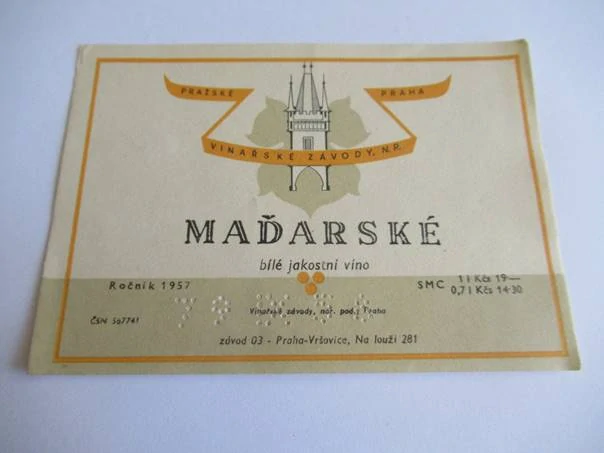 PRAŽSKÉ PRAHA
VINAŘSKÉ ZÁVODY, N.P.
MAĎARSKÉ
bílé jakostní víno
Ročník 1957
SMC 1 l Kčs 19·—
0,7 l Kčs 14·30
ČSN 567741
Vinařské závody, nár. pod., Praha
závod 03 - Praha-Vršovice, Na louži 281